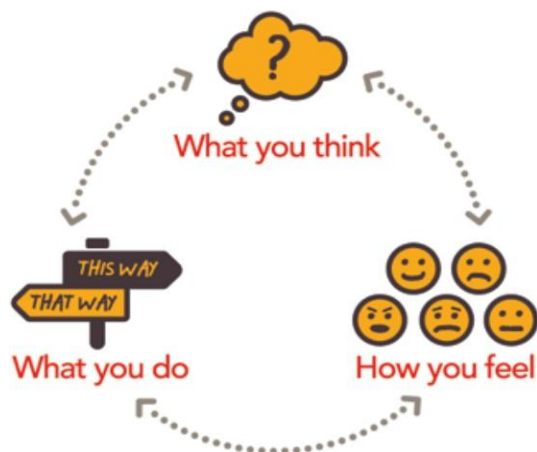 ?
What you think
THIS WAY
THAT WAY
What you do
How you feel